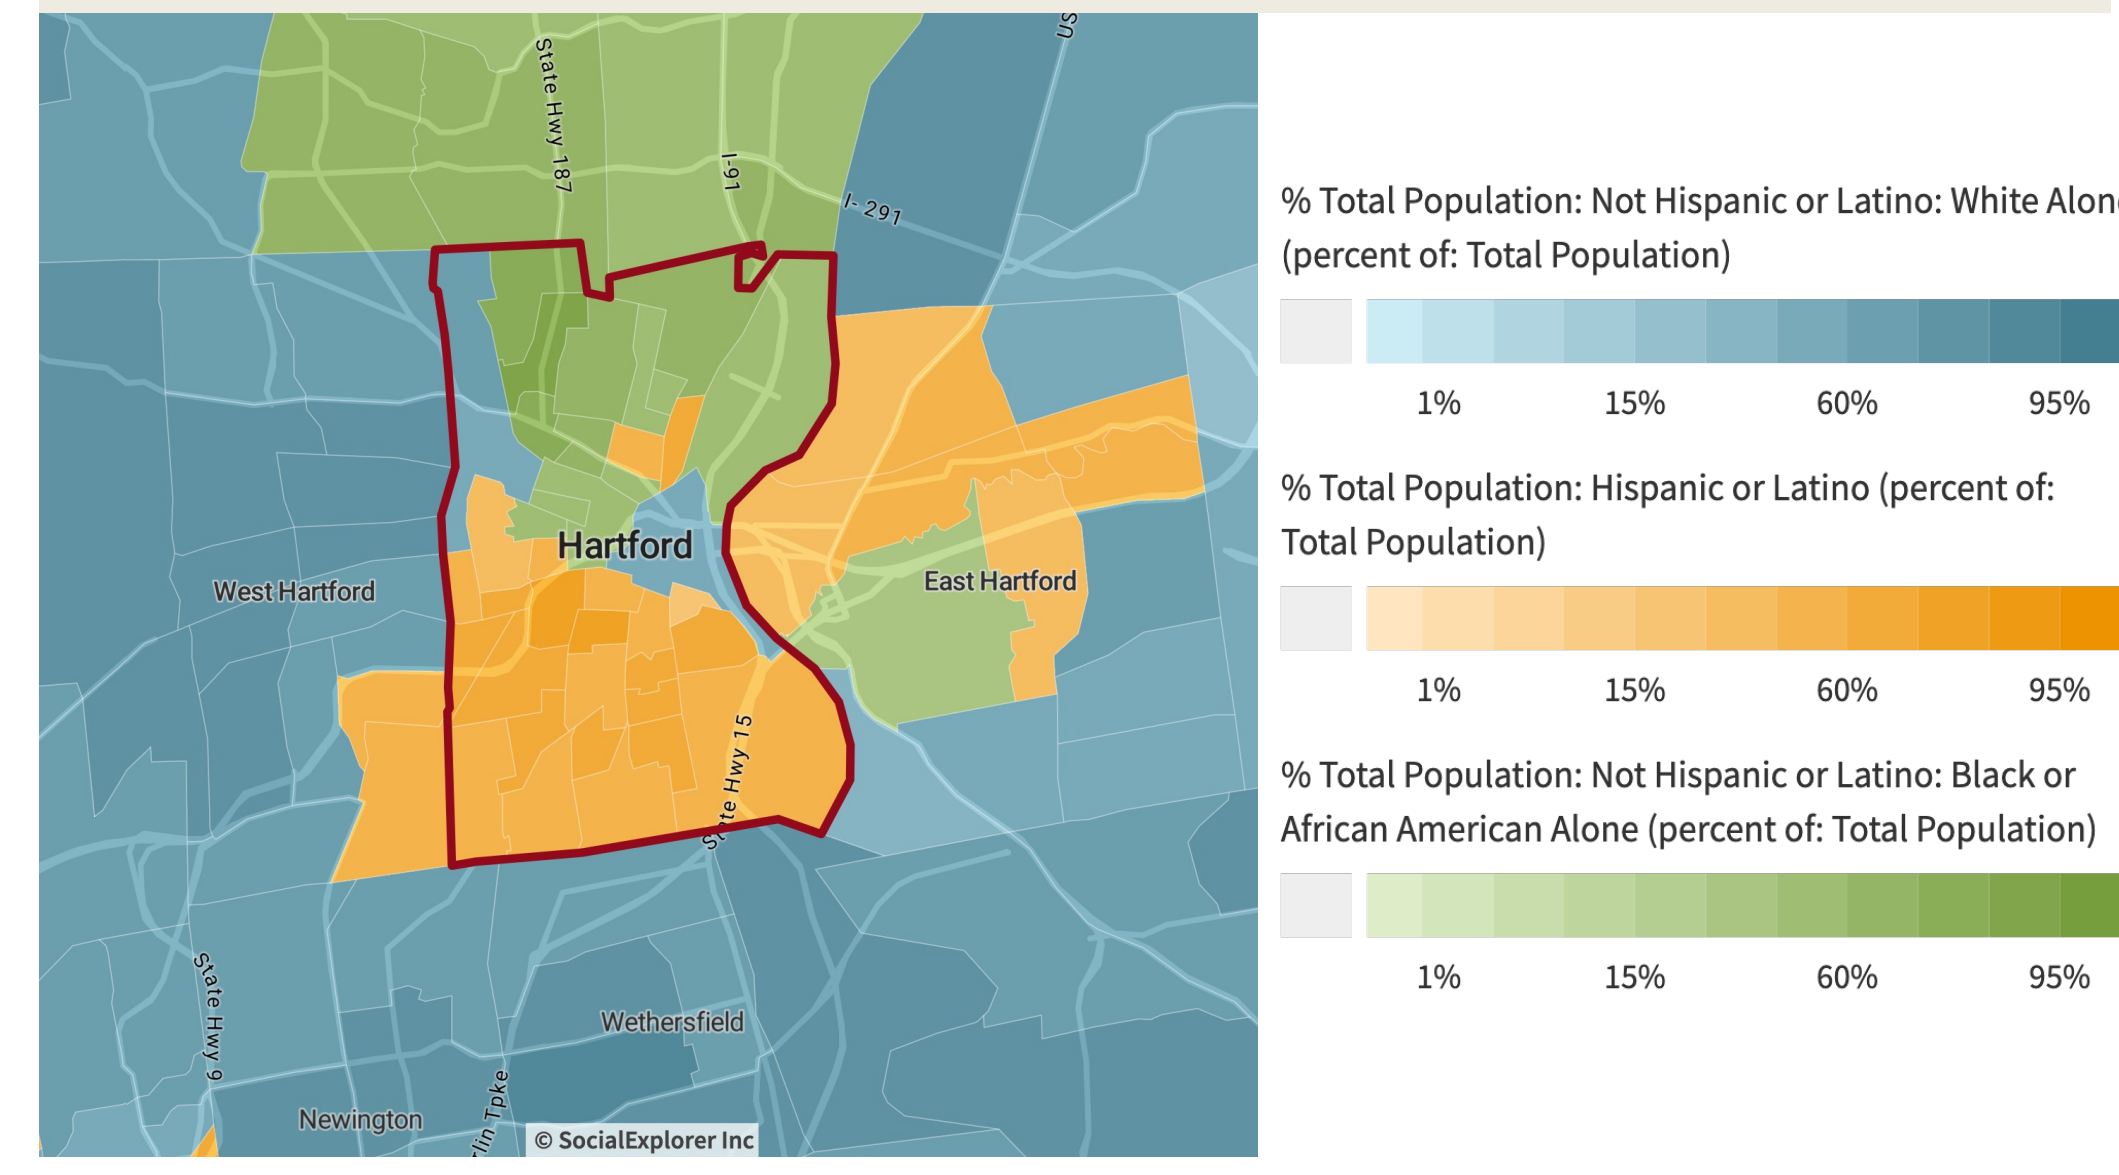 State Hwy 187
I-91
US
I- 291
Hartford
West Hartford
East Hartford
State Hwy 15
State Hwy 9
Wethersfield
Newington
rlin Tpke
© SocialExplorer Inc
% Total Population: Not Hispanic or Latino: White Alone
(percent of: Total Population)
1% 15% 60% 95%
% Total Population: Hispanic or Latino (percent of:
Total Population)
1% 15% 60% 95%
% Total Population: Not Hispanic or Latino: Black or
African American Alone (percent of: Total Population)
1% 15% 60% 95%